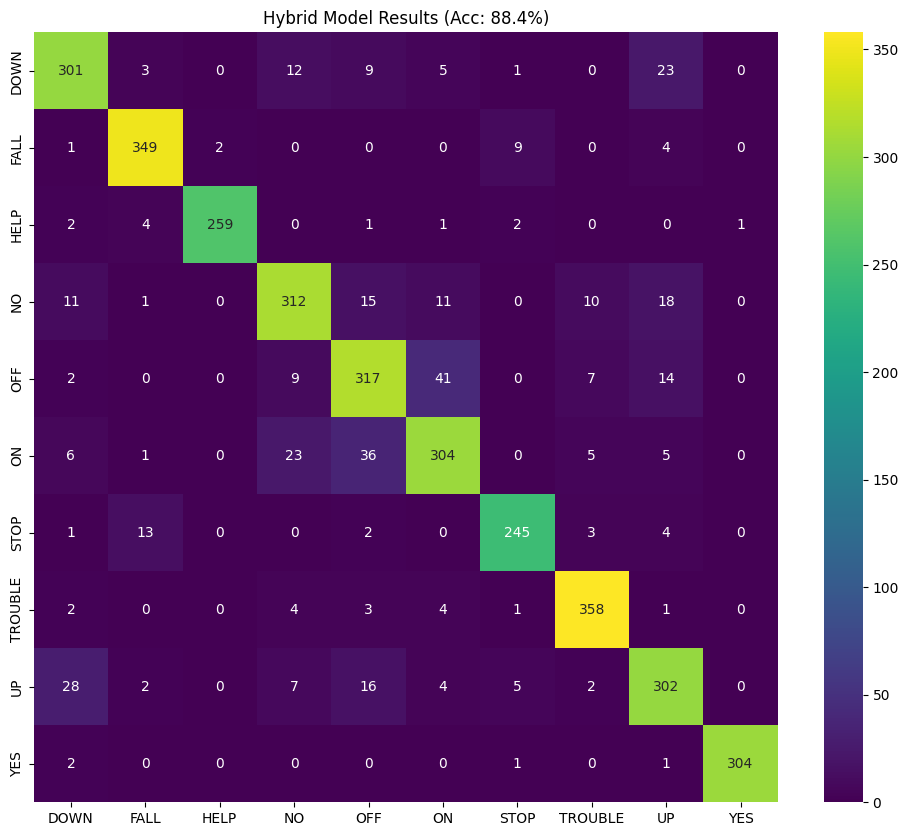 Hybrid Model Results (Acc: 88.4%)
DOWN 301 3 0 12 9 5 1 0 23 0
FALL 1 349 2 0 0 0 9 0 4 0
HELP 2 4 259 0 1 1 2 0 0 1
NO 11 1 0 312 15 11 0 10 18 0
OFF 2 0 0 9 317 41 0 7 14 0
ON 6 1 0 23 36 304 0 5 5 0
STOP 1 13 0 0 2 0 245 3 4 0
TROUBLE 2 0 0 4 3 4 1 358 1 0
UP 28 2 0 7 16 4 5 2 302 0
YES 2 0 0 0 0 0 1 0 1 304
DOWN FALL HELP NO OFF ON STOP TROUBLE UP YES
350
300
250
200
150
100
50
0